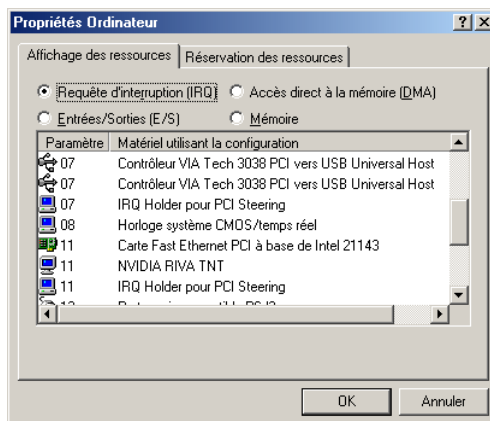 Propriétés Ordinateur
Affichage des ressources Réservation des ressources
Requête d'interruption (IRQ) Accès direct à la mémoire (DMA)
Entrées/Sorties (E/S) Mémoire
Paramètre Matériel utilisant la configuration
07 Contrôleur VIA Tech 3038 PCI vers USB Universal Host
07 Contrôleur VIA Tech 3038 PCI vers USB Universal Host
07 IRQ Holder pour PCI Steering
08 Horloge système CMOS/temps réel
11 Carte Fast Ethernet PCI à base de Intel 21143
11 NVIDIA RIVA TNT
11 IRQ Holder pour PCI Steering
OK Annuler